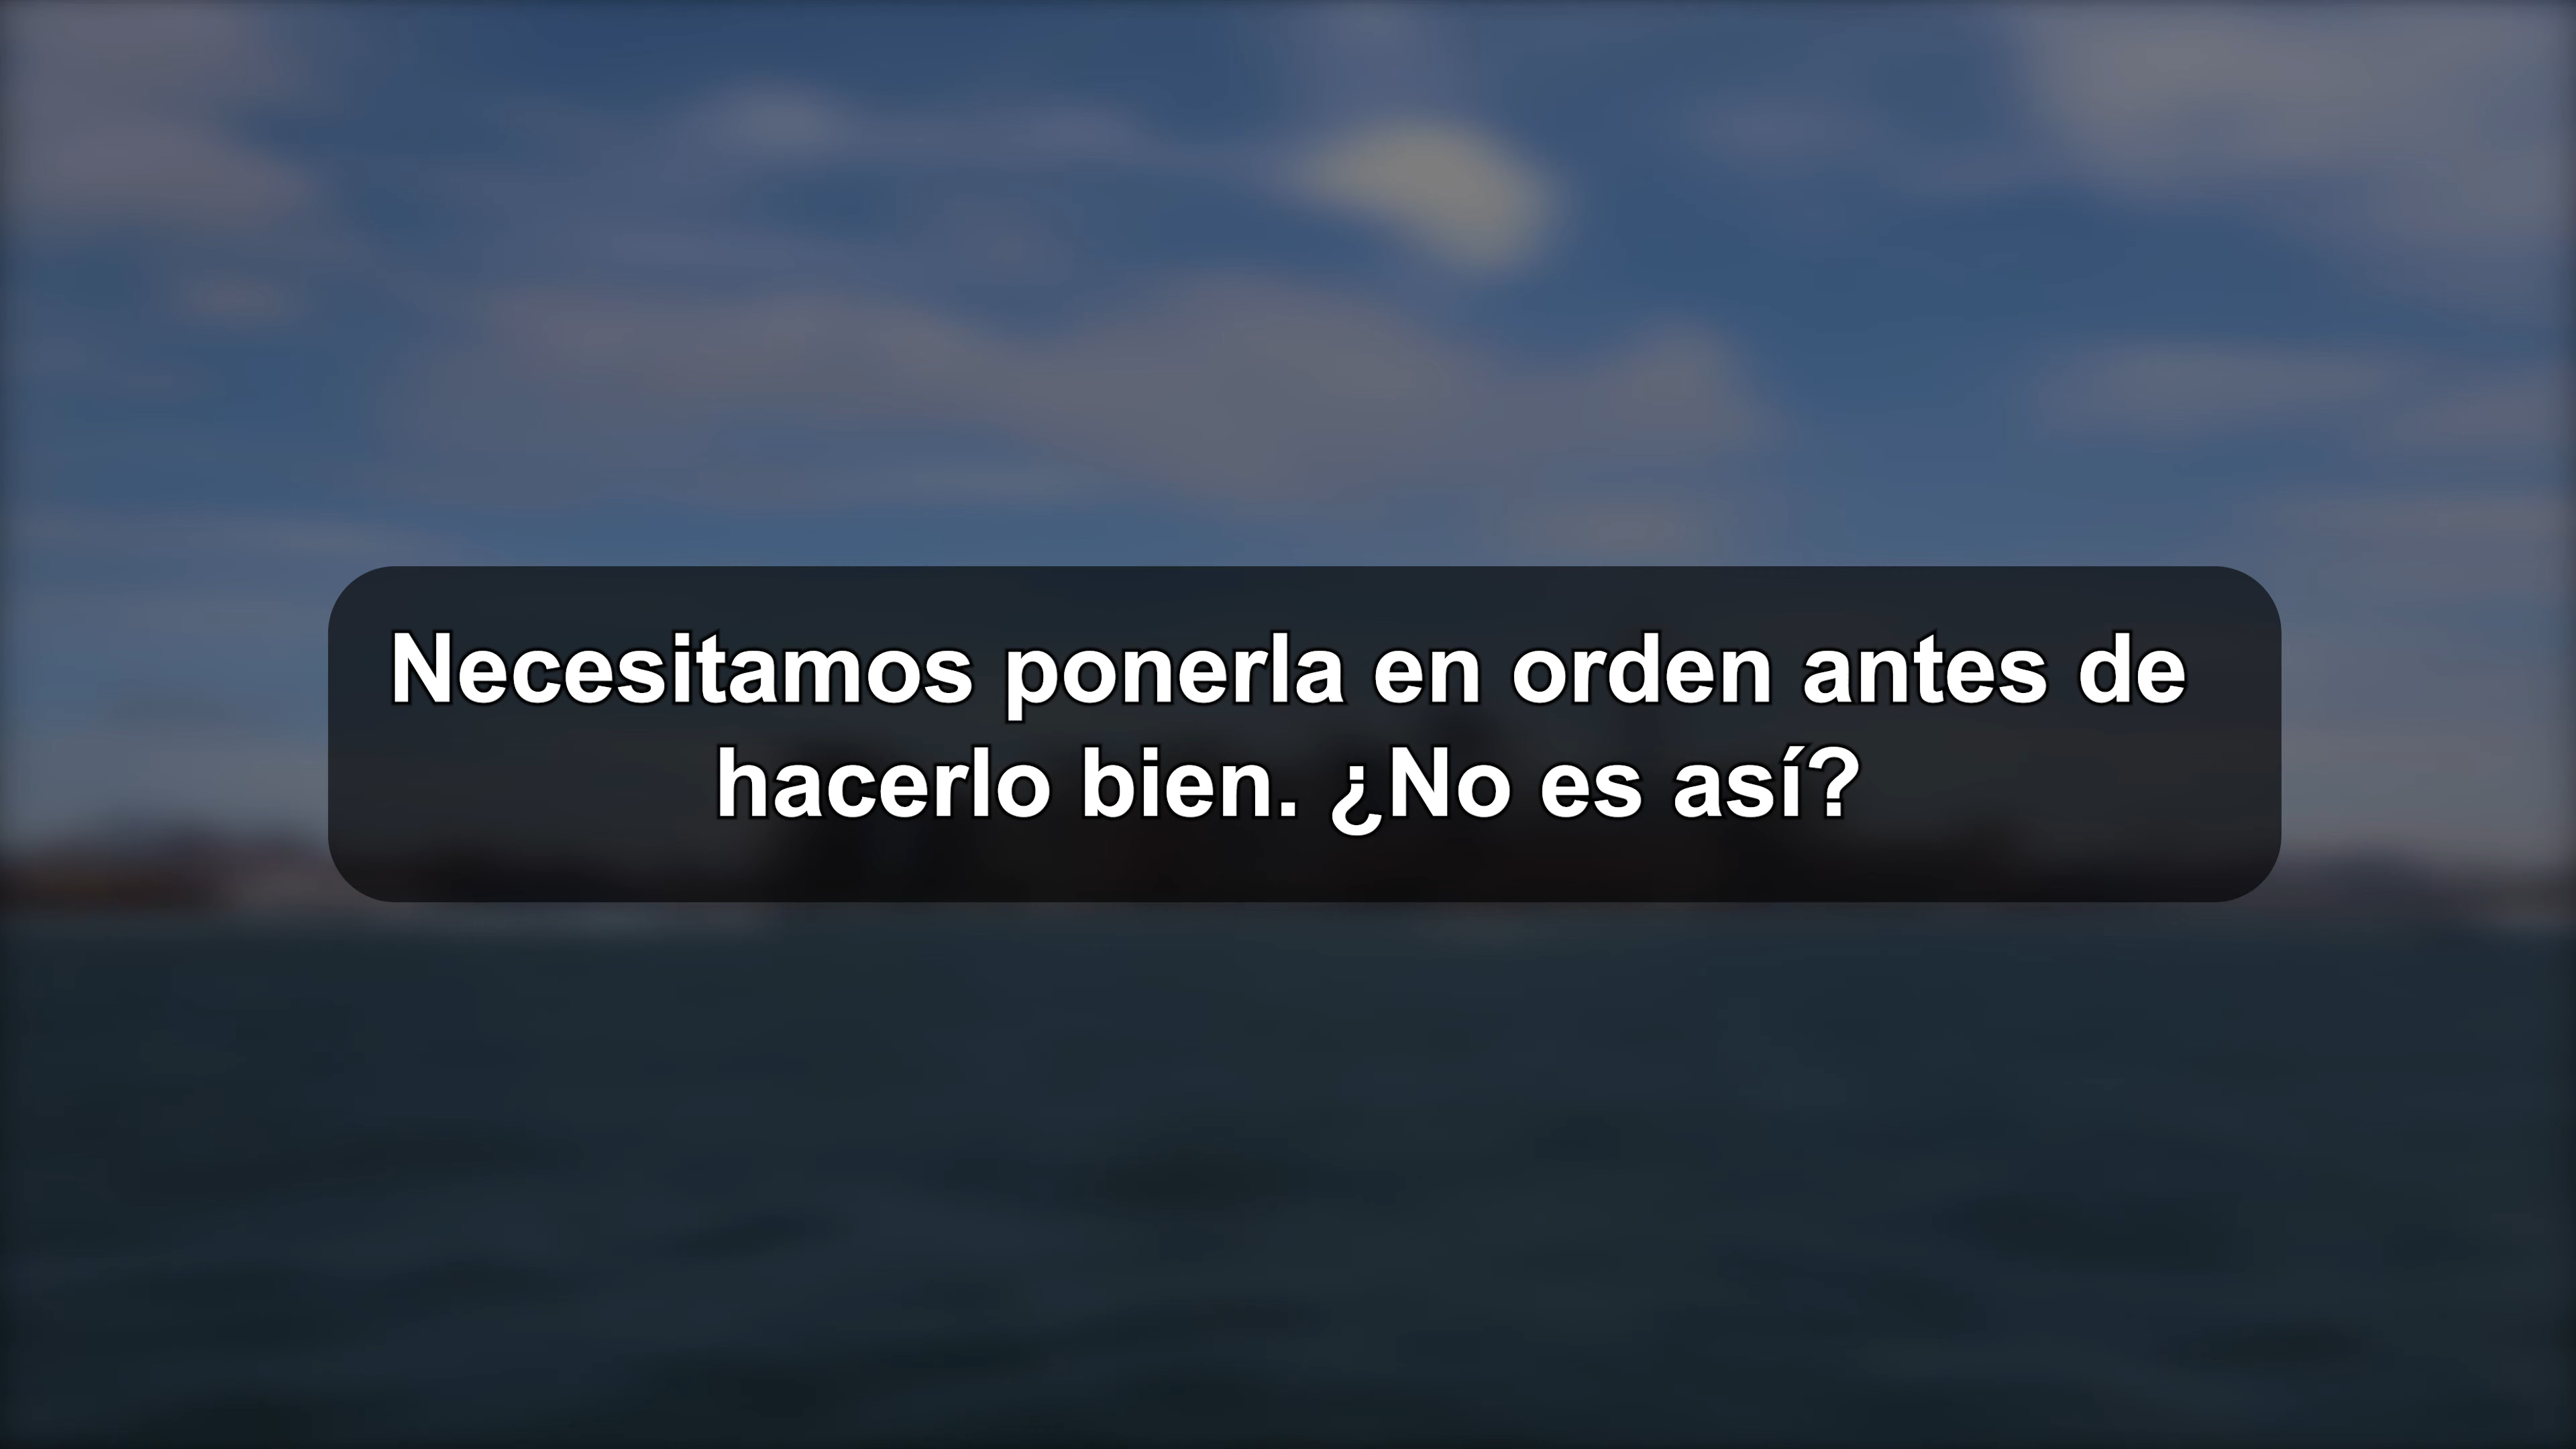 Necesitamos ponerla en orden antes de
hacerlo bien. ¿No es así?